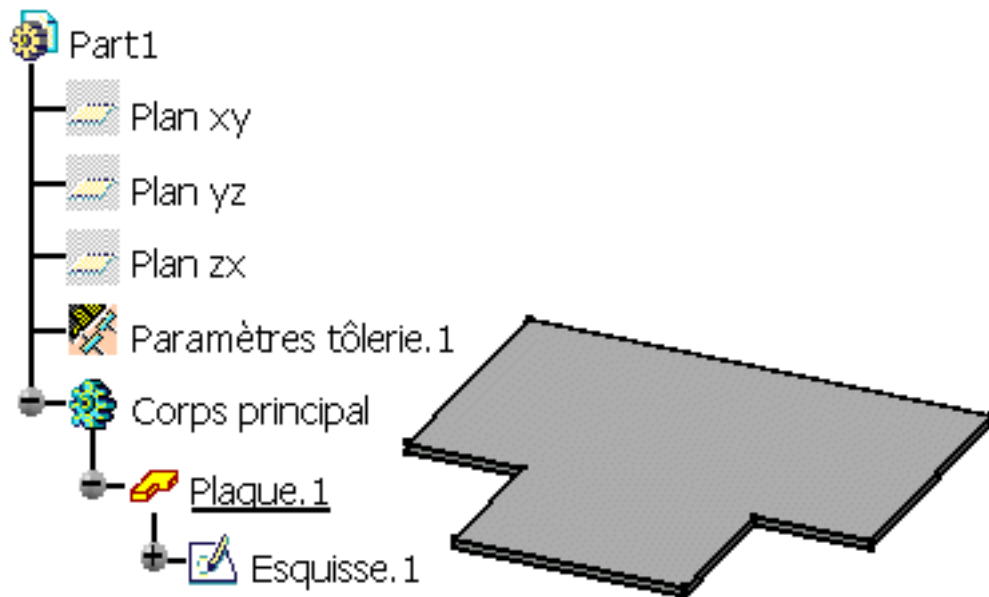 Part1
Plan xy
Plan yz
Plan zx
Paramètres tôlerie.1
Corps principal
Plaque.1
Esquisse.1